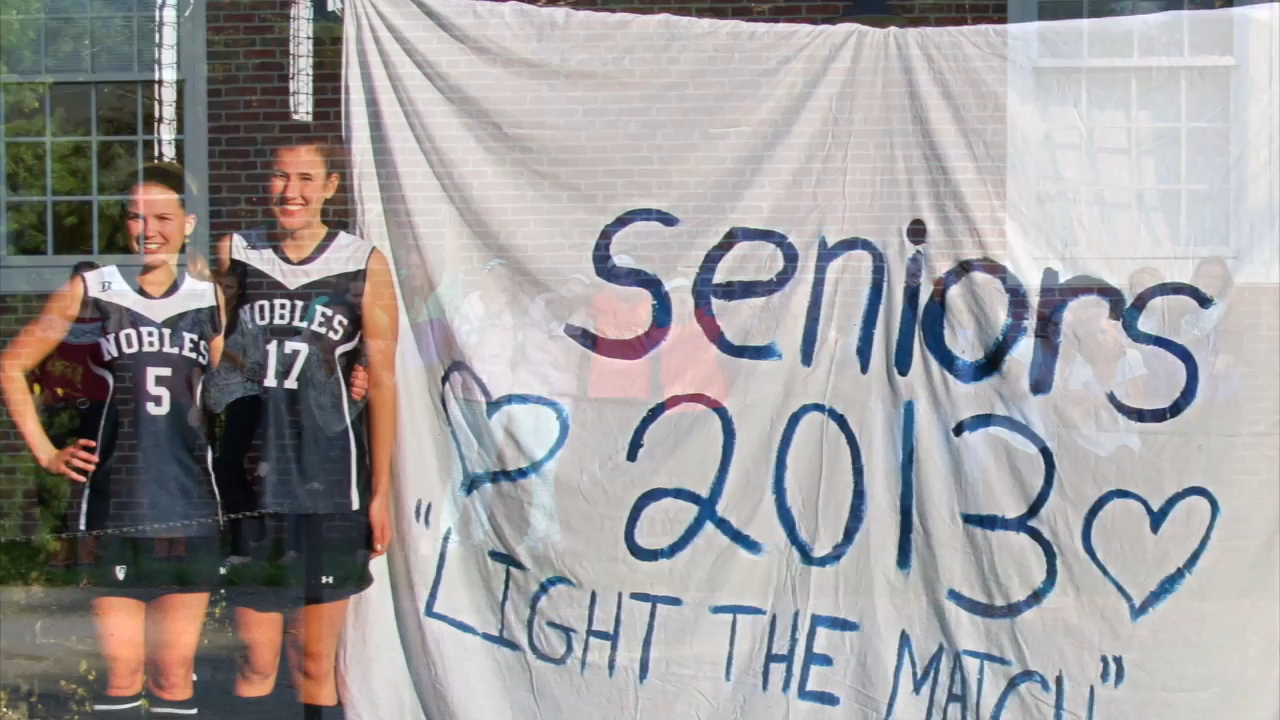 Seniors
2013
"LIGHT THE MATCH"
NOBLES
5
NOBLES
17